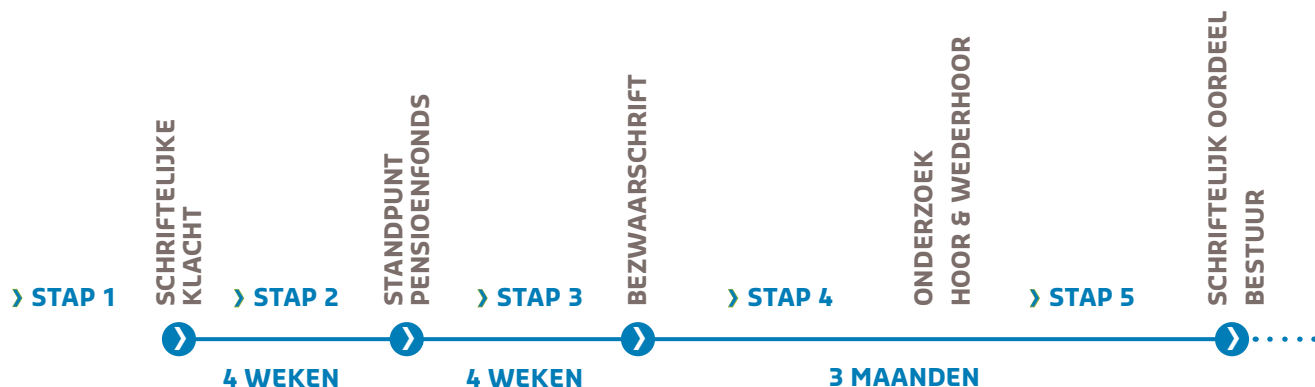 STAP 1
SCHRIFTELIJKE
KLACHT
STAP 2
STANDPUNT
PENSIOENFONDS
STAP 3
BEZWAARSCHRIFT
STAP 4
ONDERZOEK
HOOR & WEDERHOOR
STAP 5
SCHRIFTELIJK OORDEEL
BESTUUR
4 WEKEN
4 WEKEN
3 MAANDEN